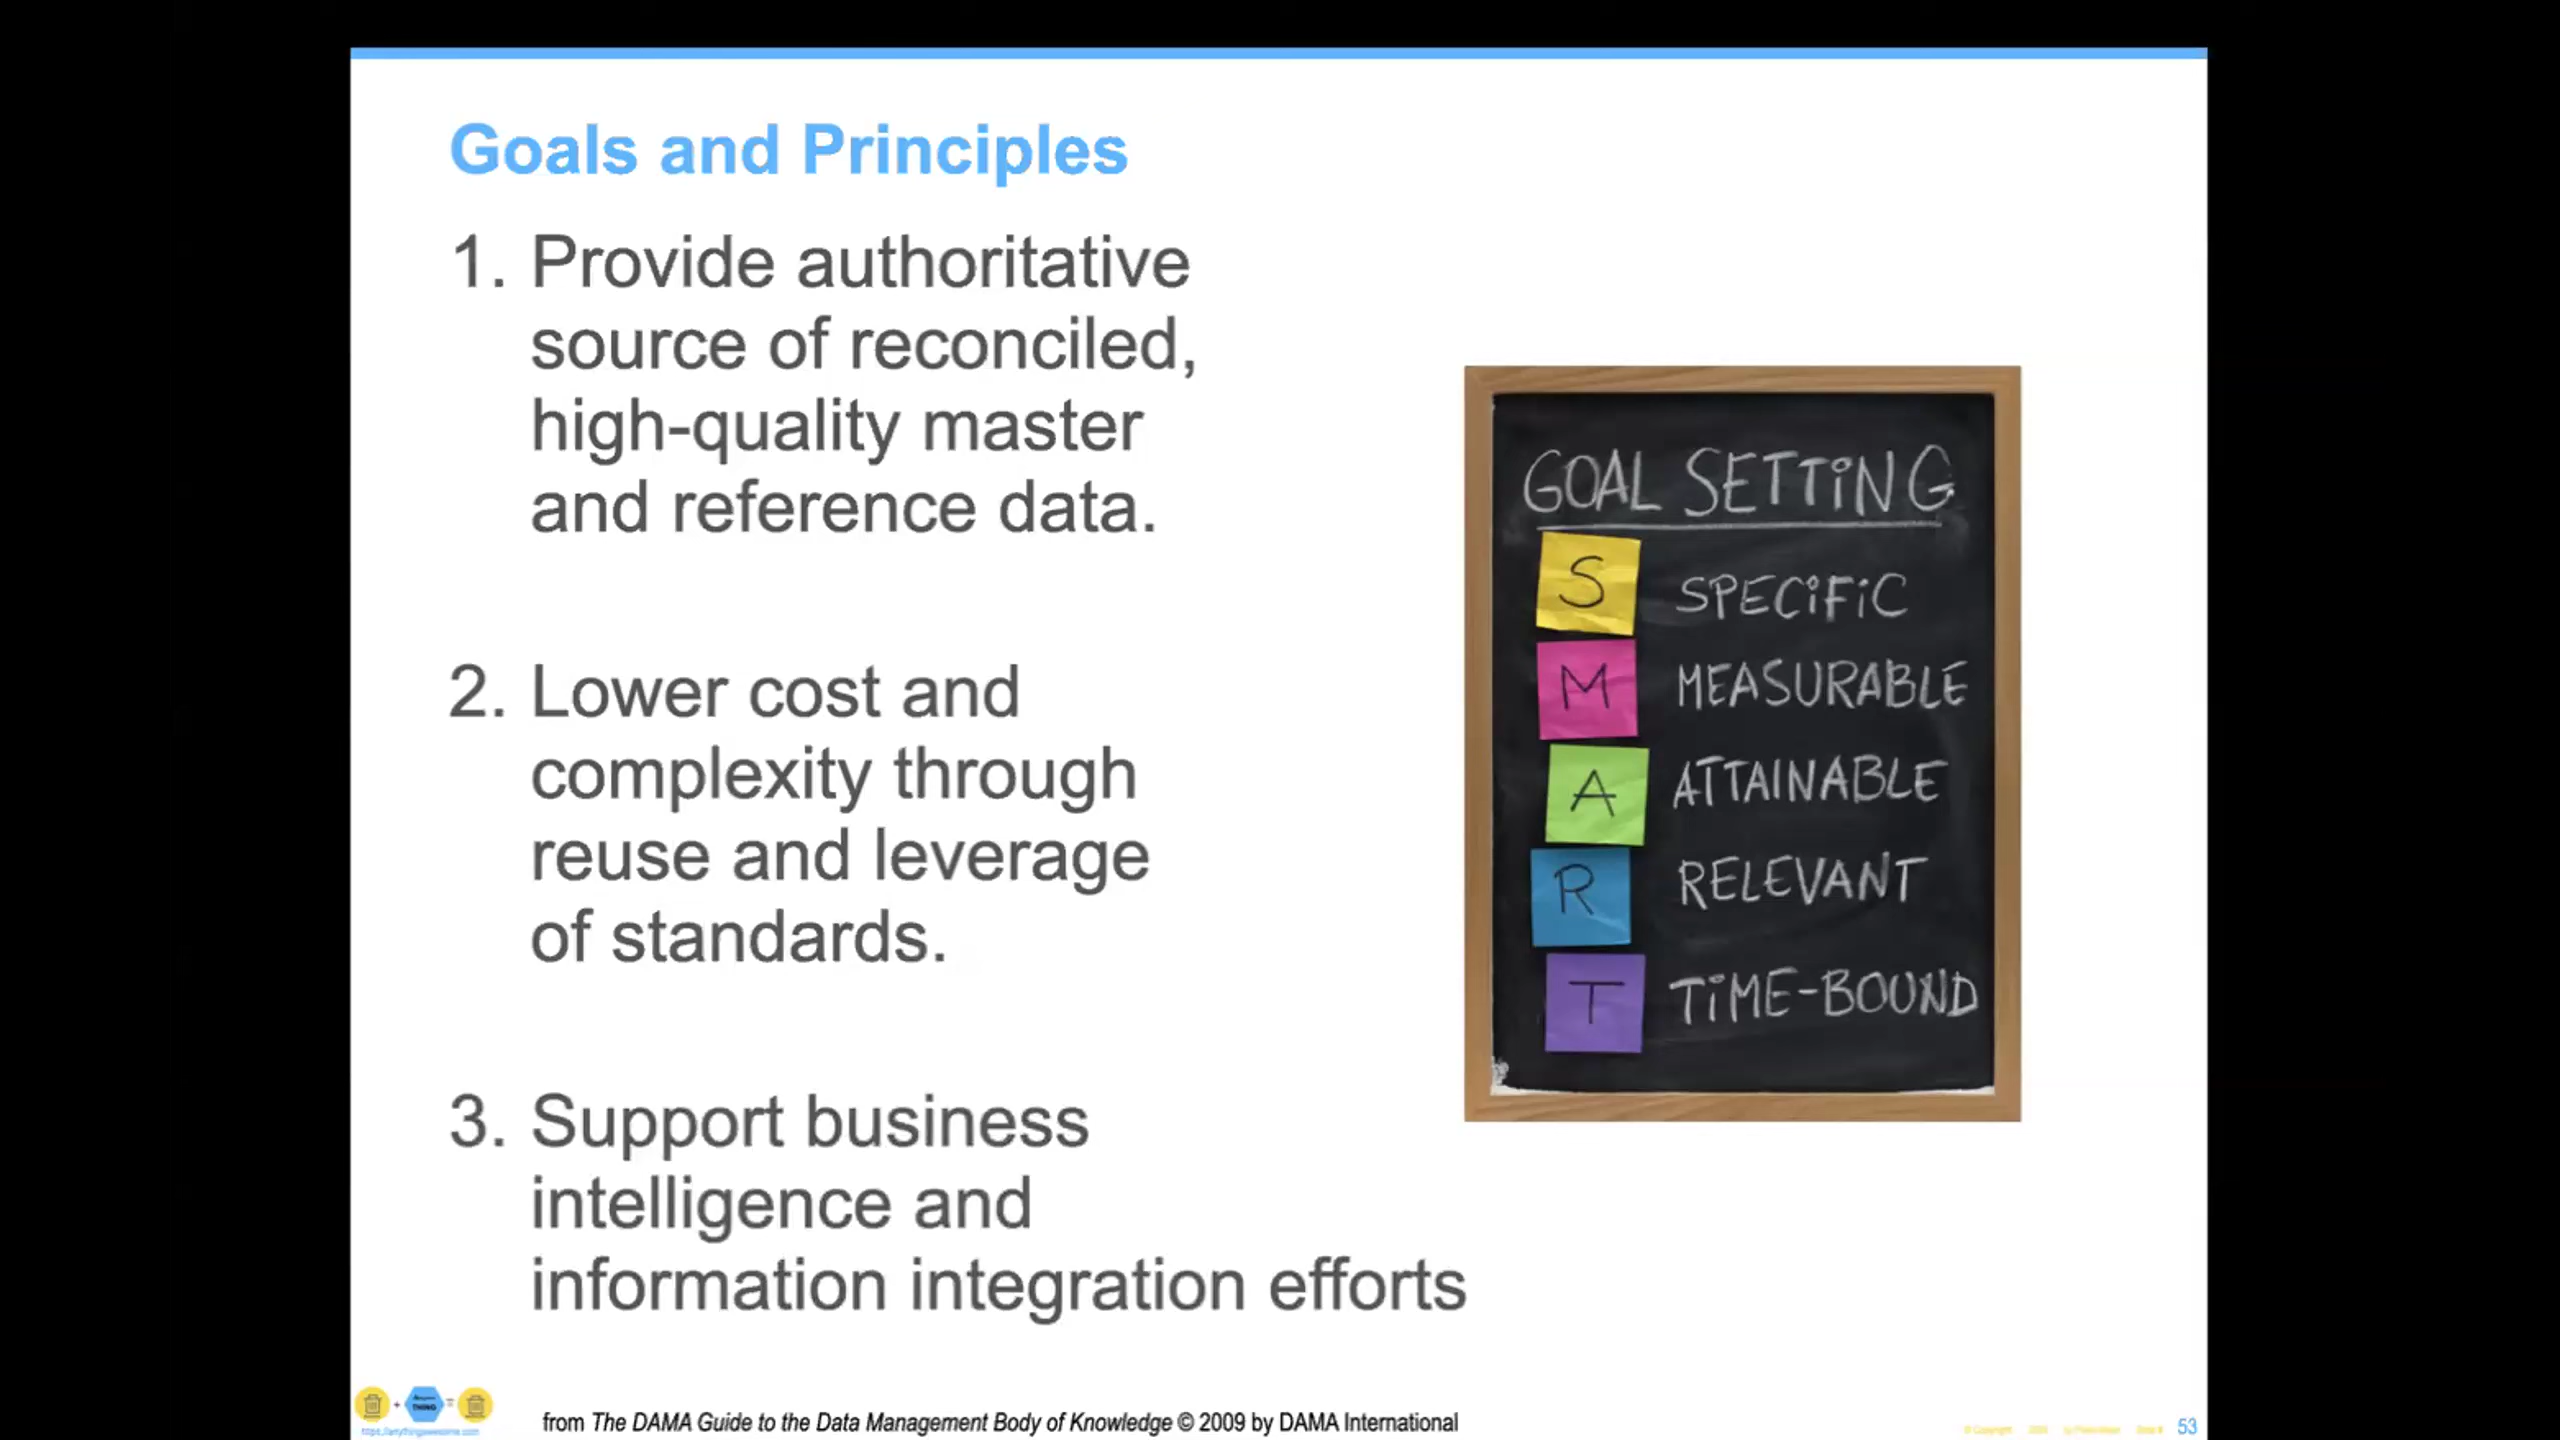 Goals and Principles
1. Provide authoritative
source of reconciled,
high-quality master
and reference data.
2. Lower cost and
complexity through
reuse and leverage
of standards.
3. Support business
intelligence and
information integration efforts
GOAL SETTING
S SPECIFIC
M MEASURABLE
A ATTAINABLE
R RELEVANT
T TIME-BOUND
THING
from The DAMA Guide to the Data Management Body of Knowledge © 2009 by DAMA International
53